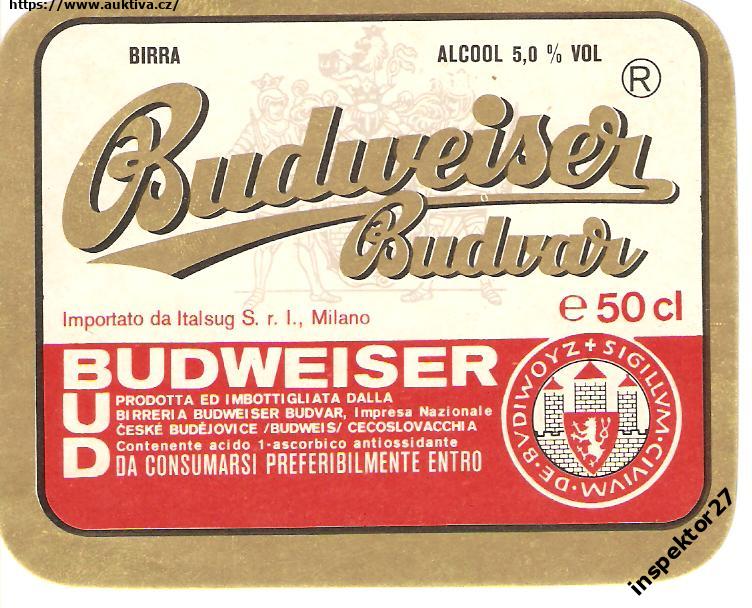 https://www.auktiva.cz/
BIRRA
ALCOOL 5,0 % VOL
®
Budweiser
Budvar
Importato da Italsug S. r. l., Milano
e 50 cl
BUDWEISER
BUD
PRODOTTA ED IMBOTTIGLIATA DALLA
BIRRERIA BUDWEISER BUDVAR, Impresa Nazionale
ČESKÉ BUDĚJOVICE /BUDWEIS/ CECOSLOVACCHIA
Contenente acido 1-ascorbico antiossidante
DA CONSUMARSI PREFERIBILMENTE ENTRO
+ SIGILLVM · CIVIVM · DE · BVDIWOYZ
inspektor27